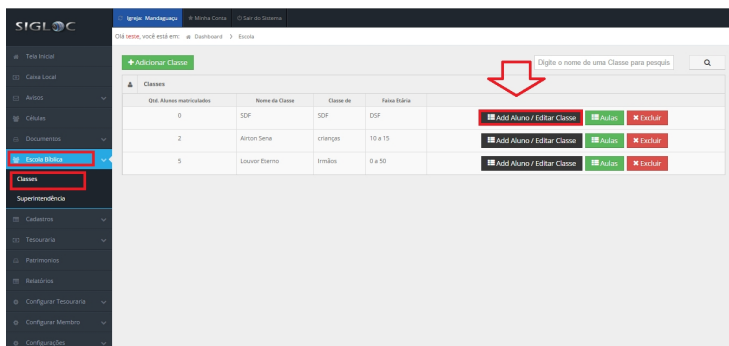 SIGLOC
Igreja: Mandaguaçu Minha Conta Sair do Sistema
Olá teste, você está em: Dashboard > Escola
Tela Inicial
Caixa Local
Avisos
Células
Documentos
Escola Bíblica
Classes
Superintendência
Cadastros
Tesouraria
Patrimonios
Relatórios
Configurar Tesouraria
Configurar Membro
Configurações
+ Adicionar Classe
Digite o nome de uma Classe para pesquis
Classes
Qtd. Alunos matriculados Nome da Classe Classe de Faixa Etária
0 SDF SDF DSF Add Aluno / Editar Classe Aulas Excluir
2 Airton Sena crianças 10 a 15 Add Aluno / Editar Classe Aulas Excluir
5 Louvor Eterno Irmãos 0 a 50 Add Aluno / Editar Classe Aulas Excluir